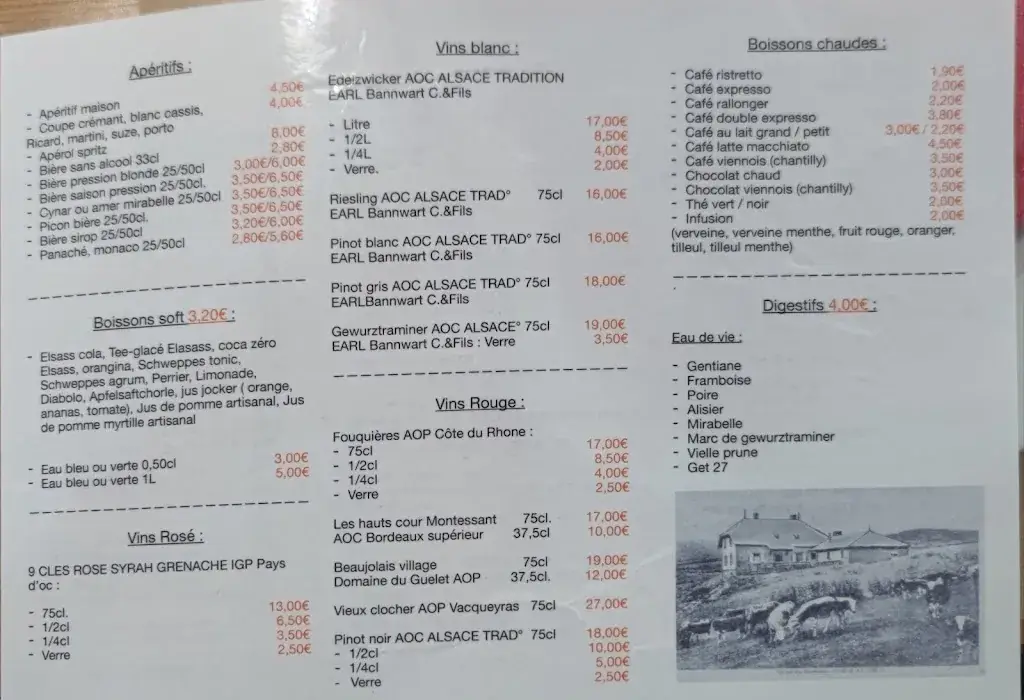 Apéritifs :
- Apéritif maison 4,50€
- Coupe crémant, blanc cassis, 4,00€
Ricard, martini, suze, porto
- Apérol spritz 8,00€
- Bière sans alcool 33cl 2,80€
- Bière pression blonde 25/50cl 3,00€/6,00€
- Bière saison pression 25/50cl. 3,50€/6,50€
- Cynar ou amer mirabelle 25/50cl 3,50€/6,50€
- Picon bière 25/50cl. 3,50€/6,50€
- Bière sirop 25/50cl 3,20€/6,00€
- Panaché, monaco 25/50cl 2,80€/5,60€
Boissons soft 3,20€ :
- Elsass cola, Tee-glacé Elasass, coca zéro
Elsass, orangina, Schweppes tonic,
Schweppes agrum, Perrier, Limonade,
Diabolo, Apfelsaftchorle, jus jocker ( orange,
ananas, tomate), Jus de pomme artisanal, Jus
de pomme myrtille artisanal
- Eau bleu ou verte 0,50cl 3,00€
- Eau bleu ou verte 1L 5,00€
Vins Rosé :
9 CLES ROSE SYRAH GRENACHE IGP Pays
d'oc :
- 75cl. 13,00€
- 1/2cl 6,50€
- 1/4cl 3,50€
- Verre 2,50€
Vins blanc :
Edelzwicker AOC ALSACE TRADITION
EARL Bannwart C.&Fils
- Litre 17,00€
- 1/2L 8,50€
- 1/4L 4,00€
- Verre. 2,00€
Riesling AOC ALSACE TRAD° 75cl 16,00€
EARL Bannwart C.&Fils
Pinot blanc AOC ALSACE TRAD° 75cl 16,00€
EARL Bannwart C.&Fils
Pinot gris AOC ALSACE TRAD° 75cl 18,00€
EARLBannwart C.&Fils
Gewurztraminer AOC ALSACE° 75cl 19,00€
EARL Bannwart C.&Fils : Verre 3,50€
Vins Rouge :
Fouquières AOP Côte du Rhone :
- 75cl 17,00€
- 1/2cl 8,50€
- 1/4cl 4,00€
- Verre 2,50€
Les hauts cour Montessant 75cl. 17,00€
AOC Bordeaux supérieur 37,5cl 10,00€
Beaujolais village 75cl 19,00€
Domaine du Guelet AOP 37,5cl. 12,00€
Vieux clocher AOP Vacqueyras 75cl 27,00€
Pinot noir AOC ALSACE TRAD° 75cl 18,00€
- 1/2cl 10,00€
- 1/4cl 5,00€
- Verre 2,50€
Boissons chaudes :
- Café ristretto 1,90€
- Café expresso 2,00€
- Café rallonger 2,20€
- Café double expresso 3,80€
- Café au lait grand / petit 3,00€ / 2,20€
- Café latte macchiato 4,50€
- Café viennois (chantilly) 3,50€
- Chocolat chaud 3,00€
- Chocolat viennois (chantilly) 3,50€
- Thé vert / noir 2,00€
- Infusion 2,00€
(verveine, verveine menthe, fruit rouge, oranger,
tilleul, tilleul menthe)
Digestifs 4,00€ :
Eau de vie :
- Gentiane
- Framboise
- Poire
- Alisier
- Mirabelle
- Marc de gewurztraminer
- Vielle prune
- Get 27